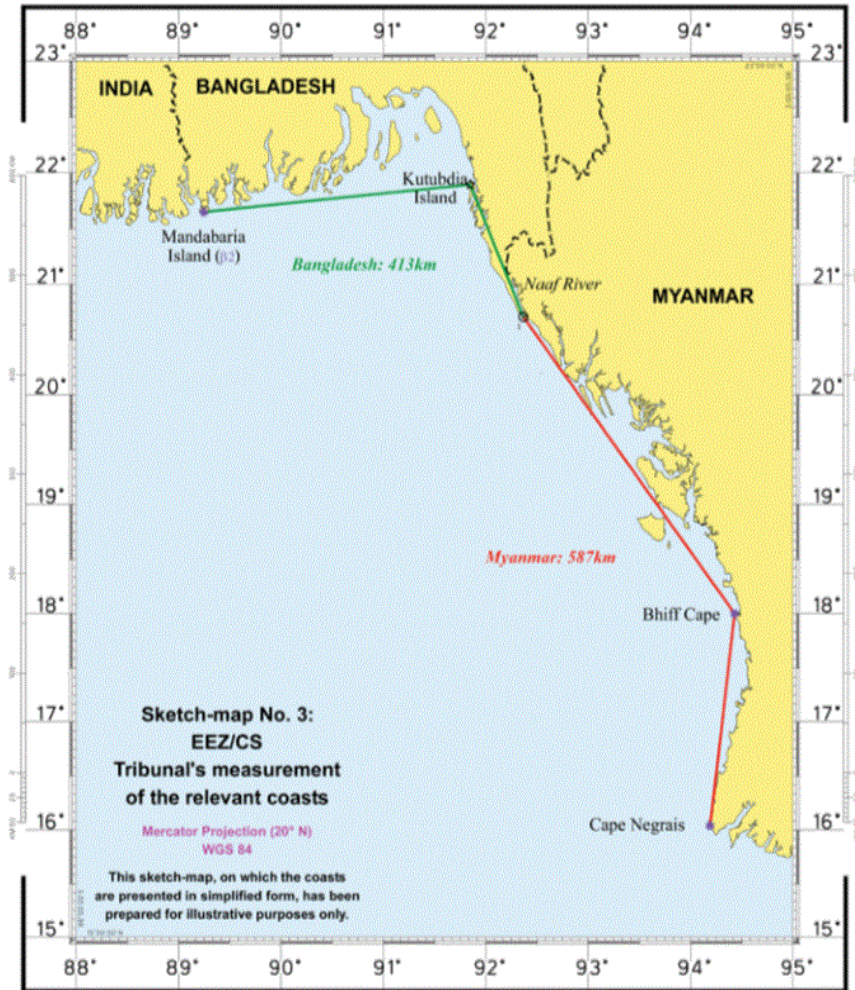 88° 89° 90° 91° 92° 93° 94° 95°
23° 23°
INDIA BANGLADESH
22° 22°
Kutubdia
Island
Mandabaria
Island (β2)
Bangladesh: 413km
21° 21°
Naaf River
MYANMAR
20° 20°
19° 19°
Myanmar: 587km
18° 18°
Bhiff Cape
17° 17°
Sketch-map No. 3:
EEZ/CS
Tribunal's measurement
of the relevant coasts
Mercator Projection (20° N)
WGS 84
Cape Negrais
16° 16°
This sketch-map, on which the coasts
are presented in simplified form, has been
prepared for illustrative purposes only.
15° 15°
88° 89° 90° 91° 92° 93° 94° 95°